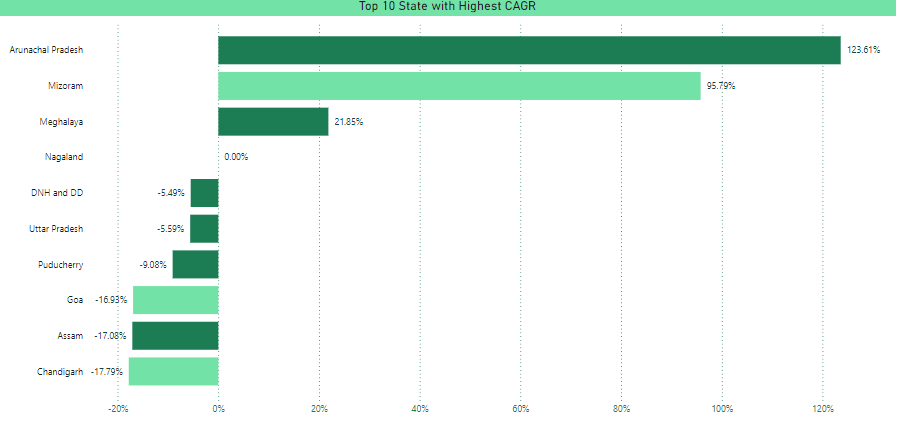 Top 10 State with Highest CAGR
Arunachal Pradesh 123.61%
Mizoram 95.79%
Meghalaya 21.85%
Nagaland 0.00%
DNH and DD -5.49%
Uttar Pradesh -5.59%
Puducherry -9.08%
Goa -16.93%
Assam -17.08%
Chandigarh -17.79%
-20% 0% 20% 40% 60% 80% 100% 120%